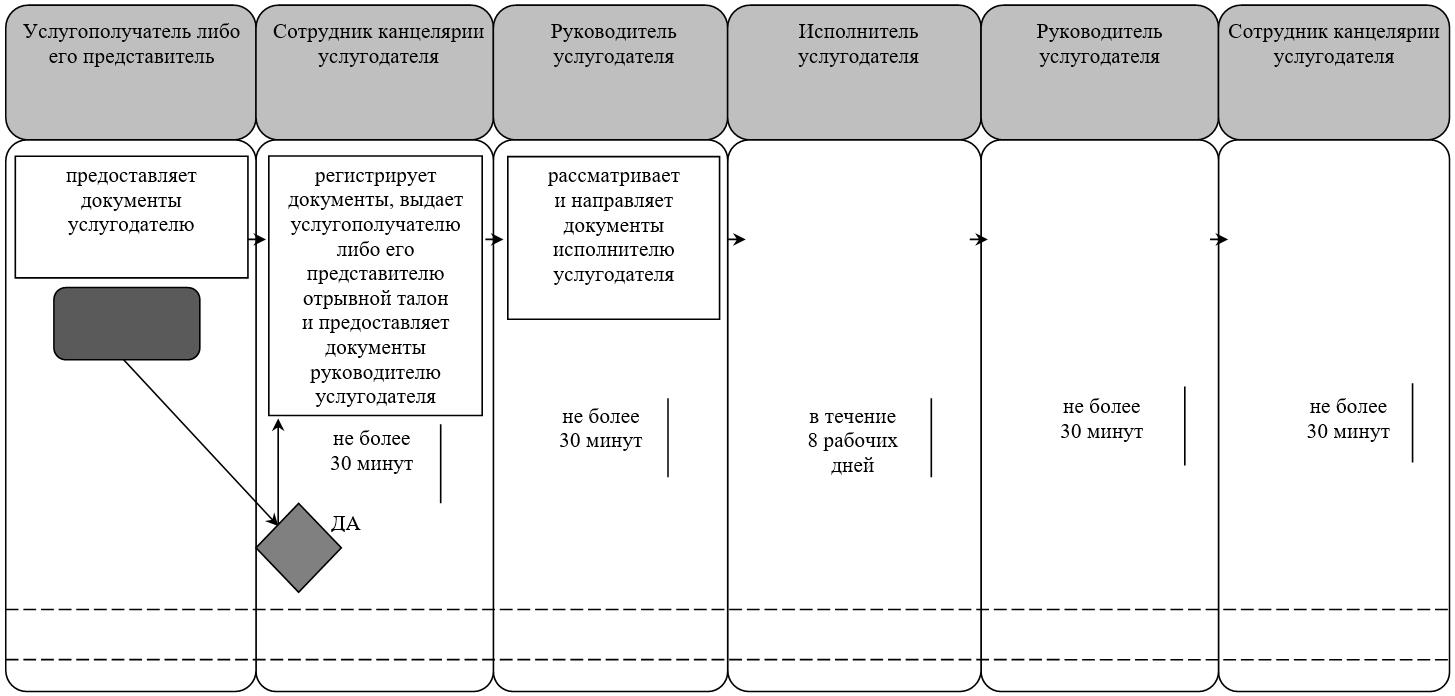 Услугополучатель либо
его представитель
Сотрудник канцелярии
услугодателя
Руководитель
услугодателя
Исполнитель
услугодателя
Руководитель
услугодателя
Сотрудник канцелярии
услугодателя
предоставляет
документы
услугодателю
регистрирует
документы, выдает
услугополучателю
либо его
представителю
отрывной талон
и предоставляет
документы
руководителю
услугодателя
рассматривает
и направляет
документы
исполнителю
услугодателя
не более
30 минут
не более
30 минут
в течение
8 рабочих
дней
не более
30 минут
не более
30 минут
ДА